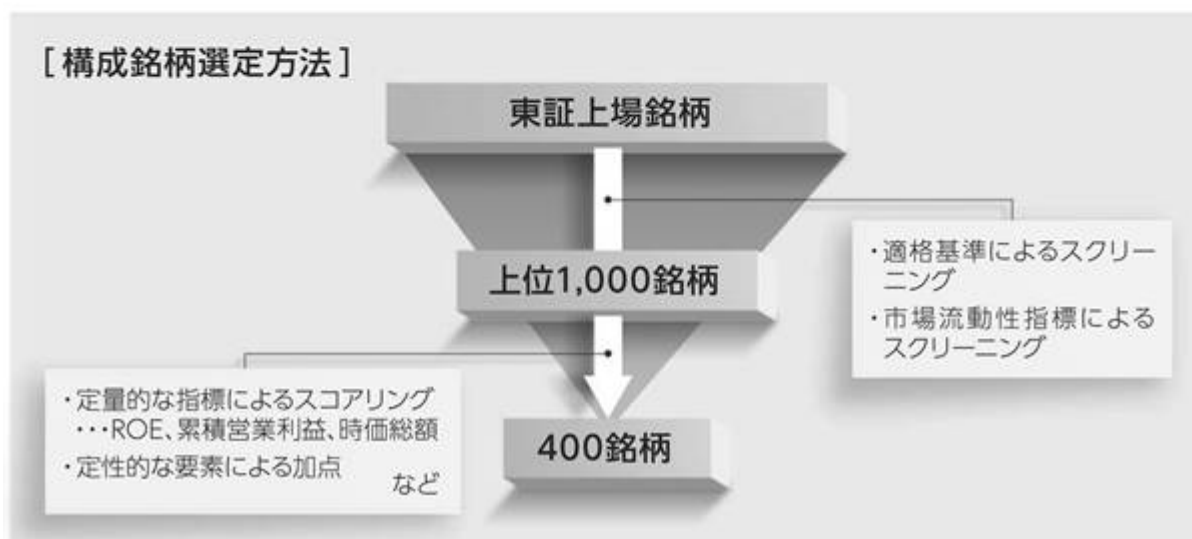 [構成銘柄選定方法]
東証上場銘柄
・適格基準によるスクリー
ニング
・市場流動性指標による
スクリーニング
上位1,000銘柄
・定量的な指標によるスコアリング
・・・ROE、累積営業利益、時価総額
・定性的な要素による加点
など
400銘柄